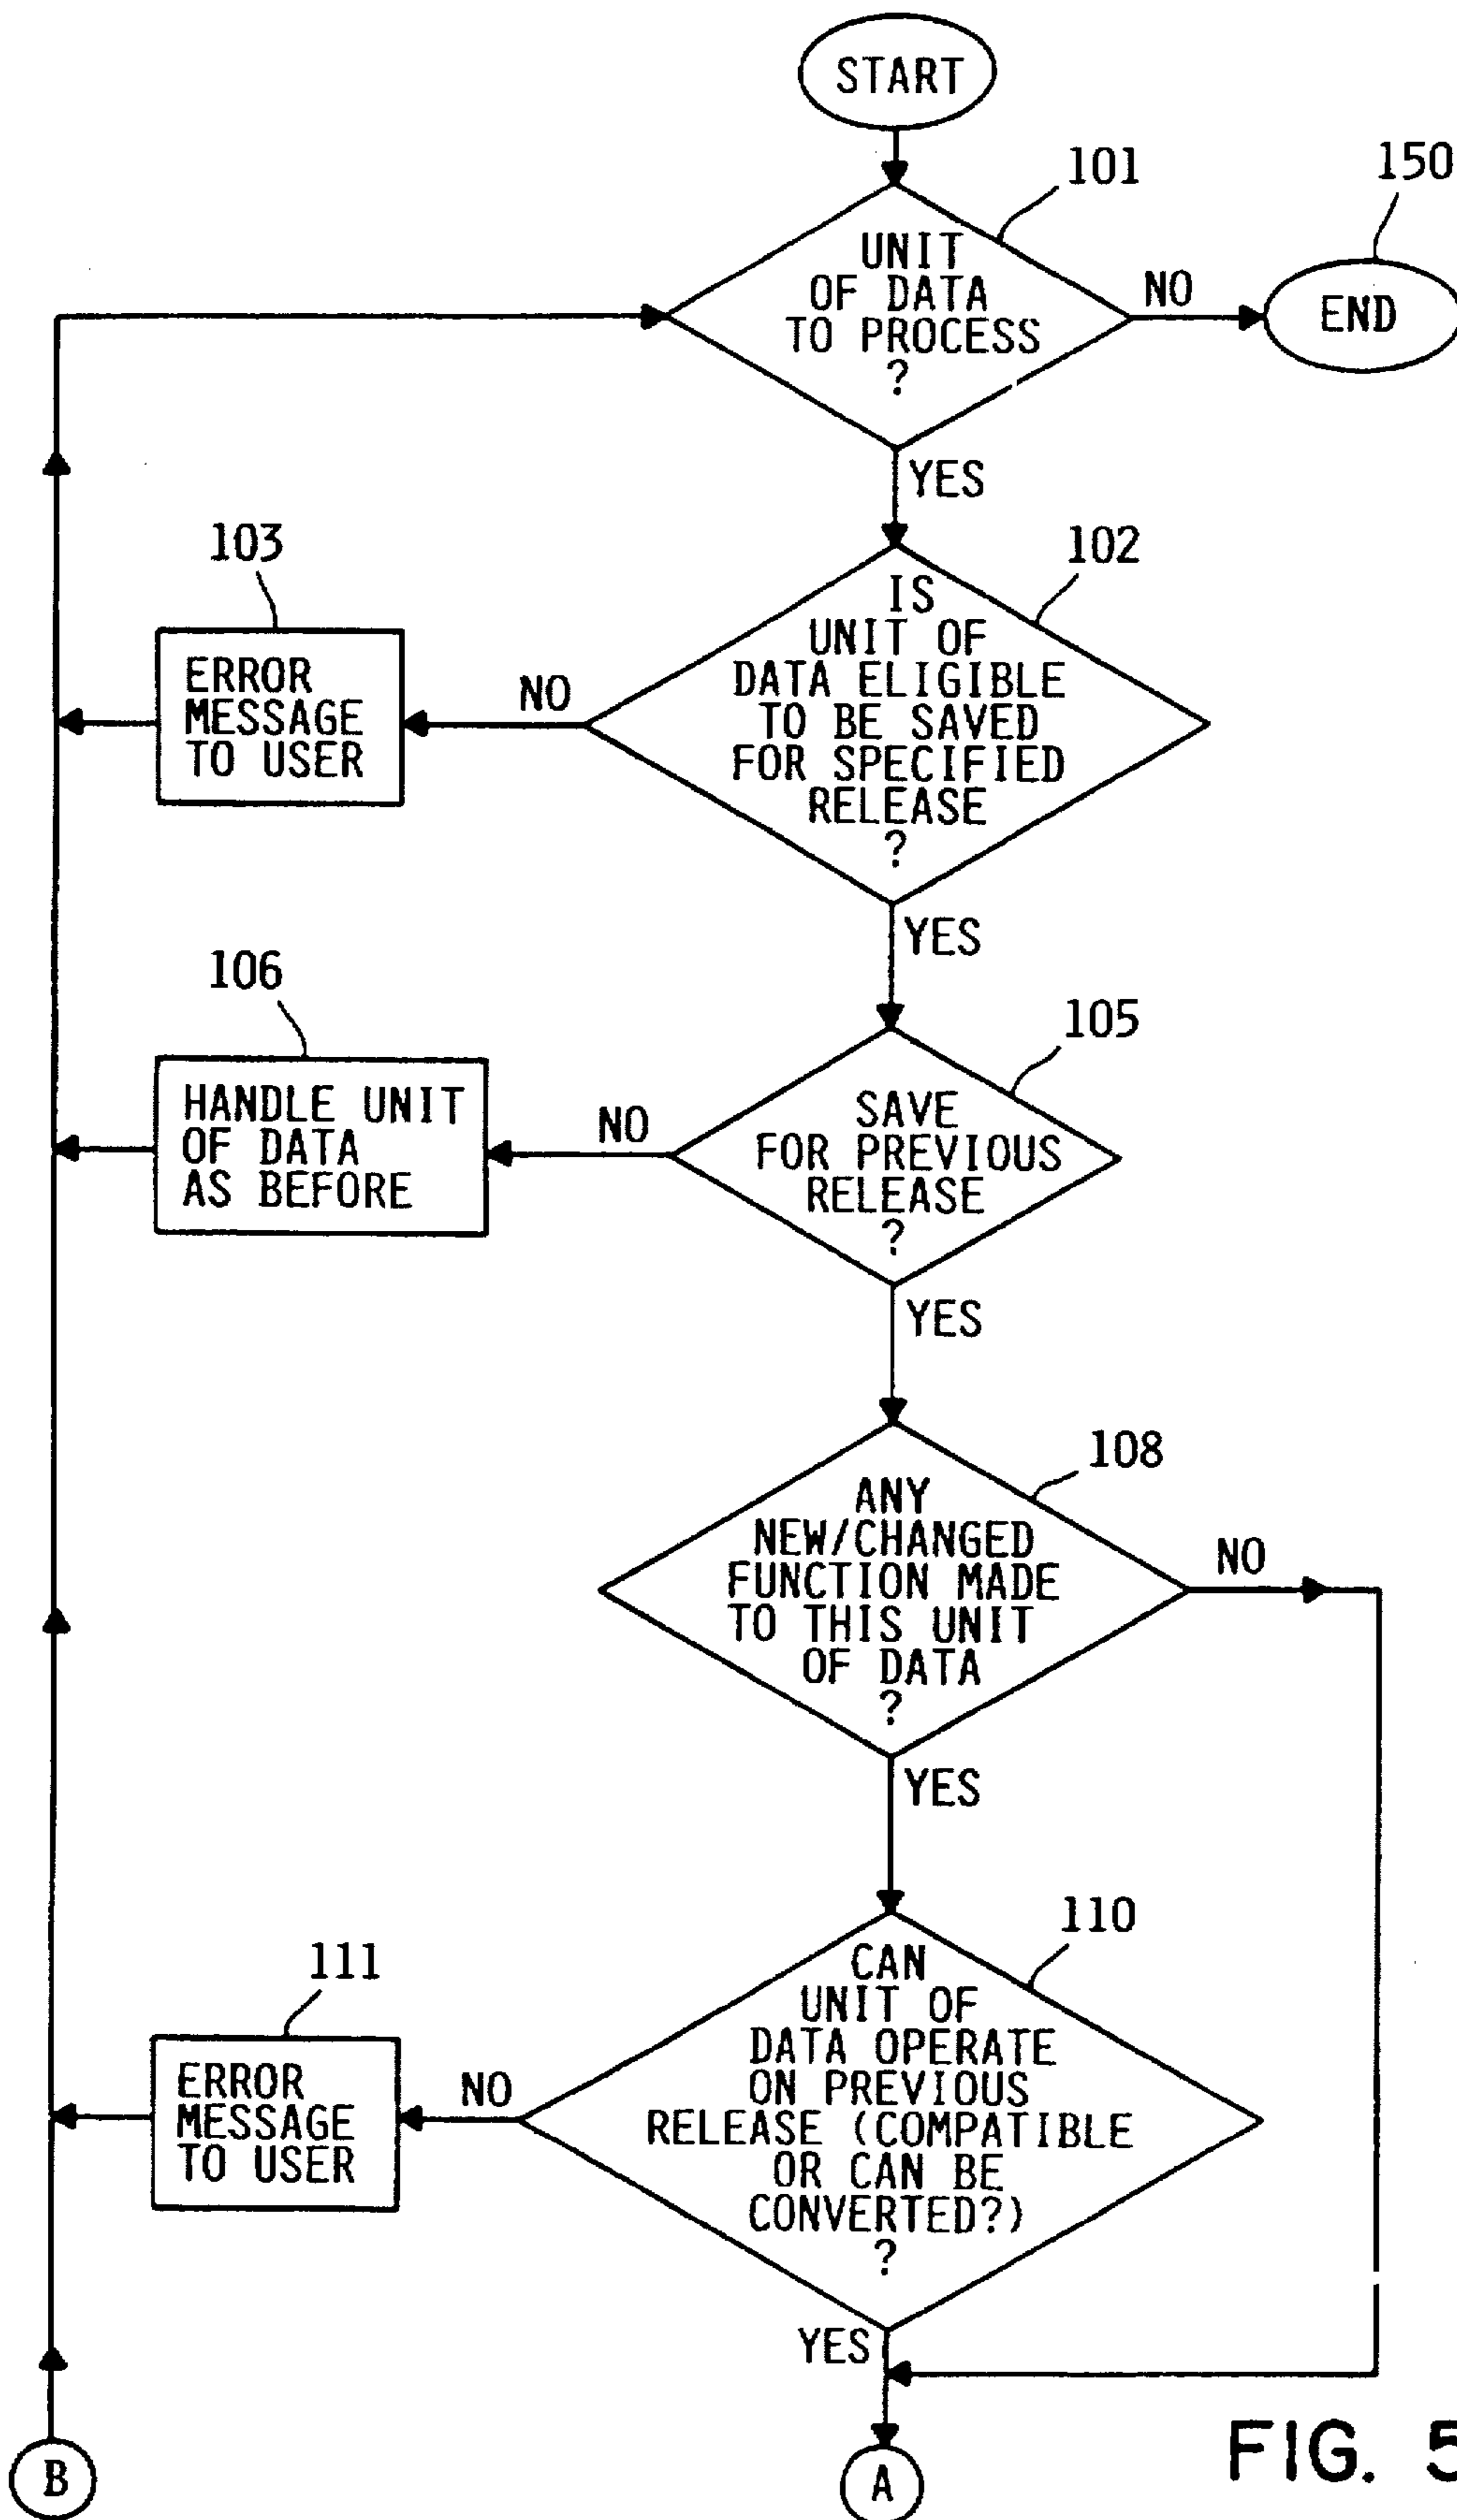 START
101
150
UNIT
OF DATA
TO PROCESS
?
NO
END
YES
103
102
ERROR
MESSAGE
TO USER
NO
IS
UNIT OF
DATA ELIGIBLE
TO BE SAVED
FOR SPECIFIED
RELEASE
?
YES
106
105
HANDLE UNIT
OF DATA
AS BEFORE
NO
SAVE
FOR PREVIOUS
RELEASE
?
YES
108
ANY
NEW/CHANGED
FUNCTION MADE
TO THIS UNIT
OF DATA
?
NO
YES
110
111
ERROR
MESSAGE
TO USER
NO
CAN
UNIT OF
DATA OPERATE
ON PREVIOUS
RELEASE (COMPATIBLE
OR CAN BE
CONVERTED?)
?
YES
B
A
FIG. 5